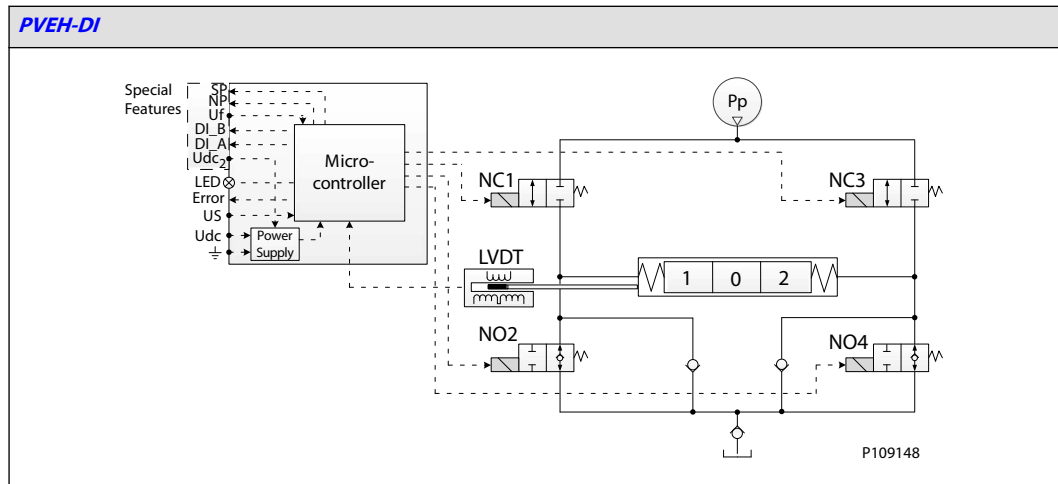 PVEH-DI
Special
Features
SP
NP
Uf
DI_B
DI_A
Udc2
LED
Error
US
Udc
Micro-
controller
Power
Supply
Pp
NC1
NC3
LVDT
1 0 2
NO2
NO4
P109148